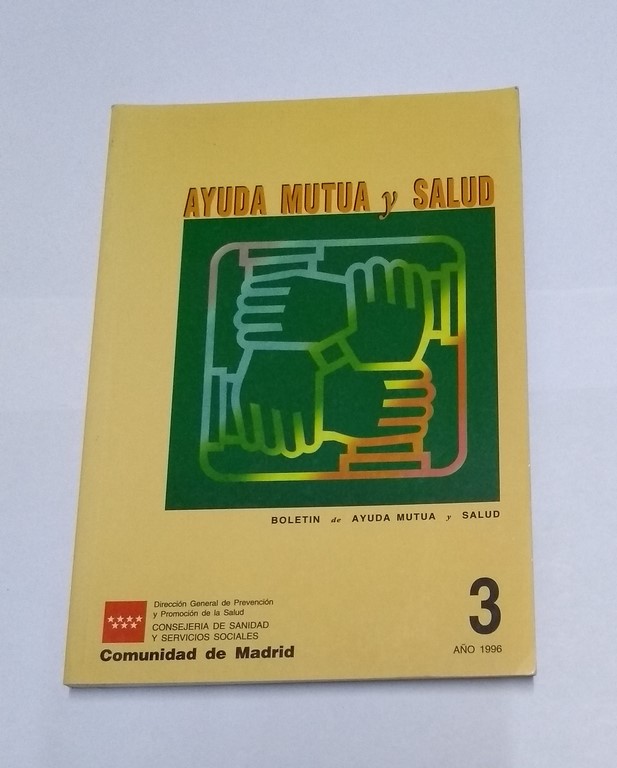 AYUDA MUTUA y SALUD
BOLETIN de AYUDA MUTUA y SALUD
Dirección General de Prevención
y Promoción de la Salud
CONSEJERIA DE SANIDAD
Y SERVICIOS SOCIALES
Comunidad de Madrid
3
AÑO 1996